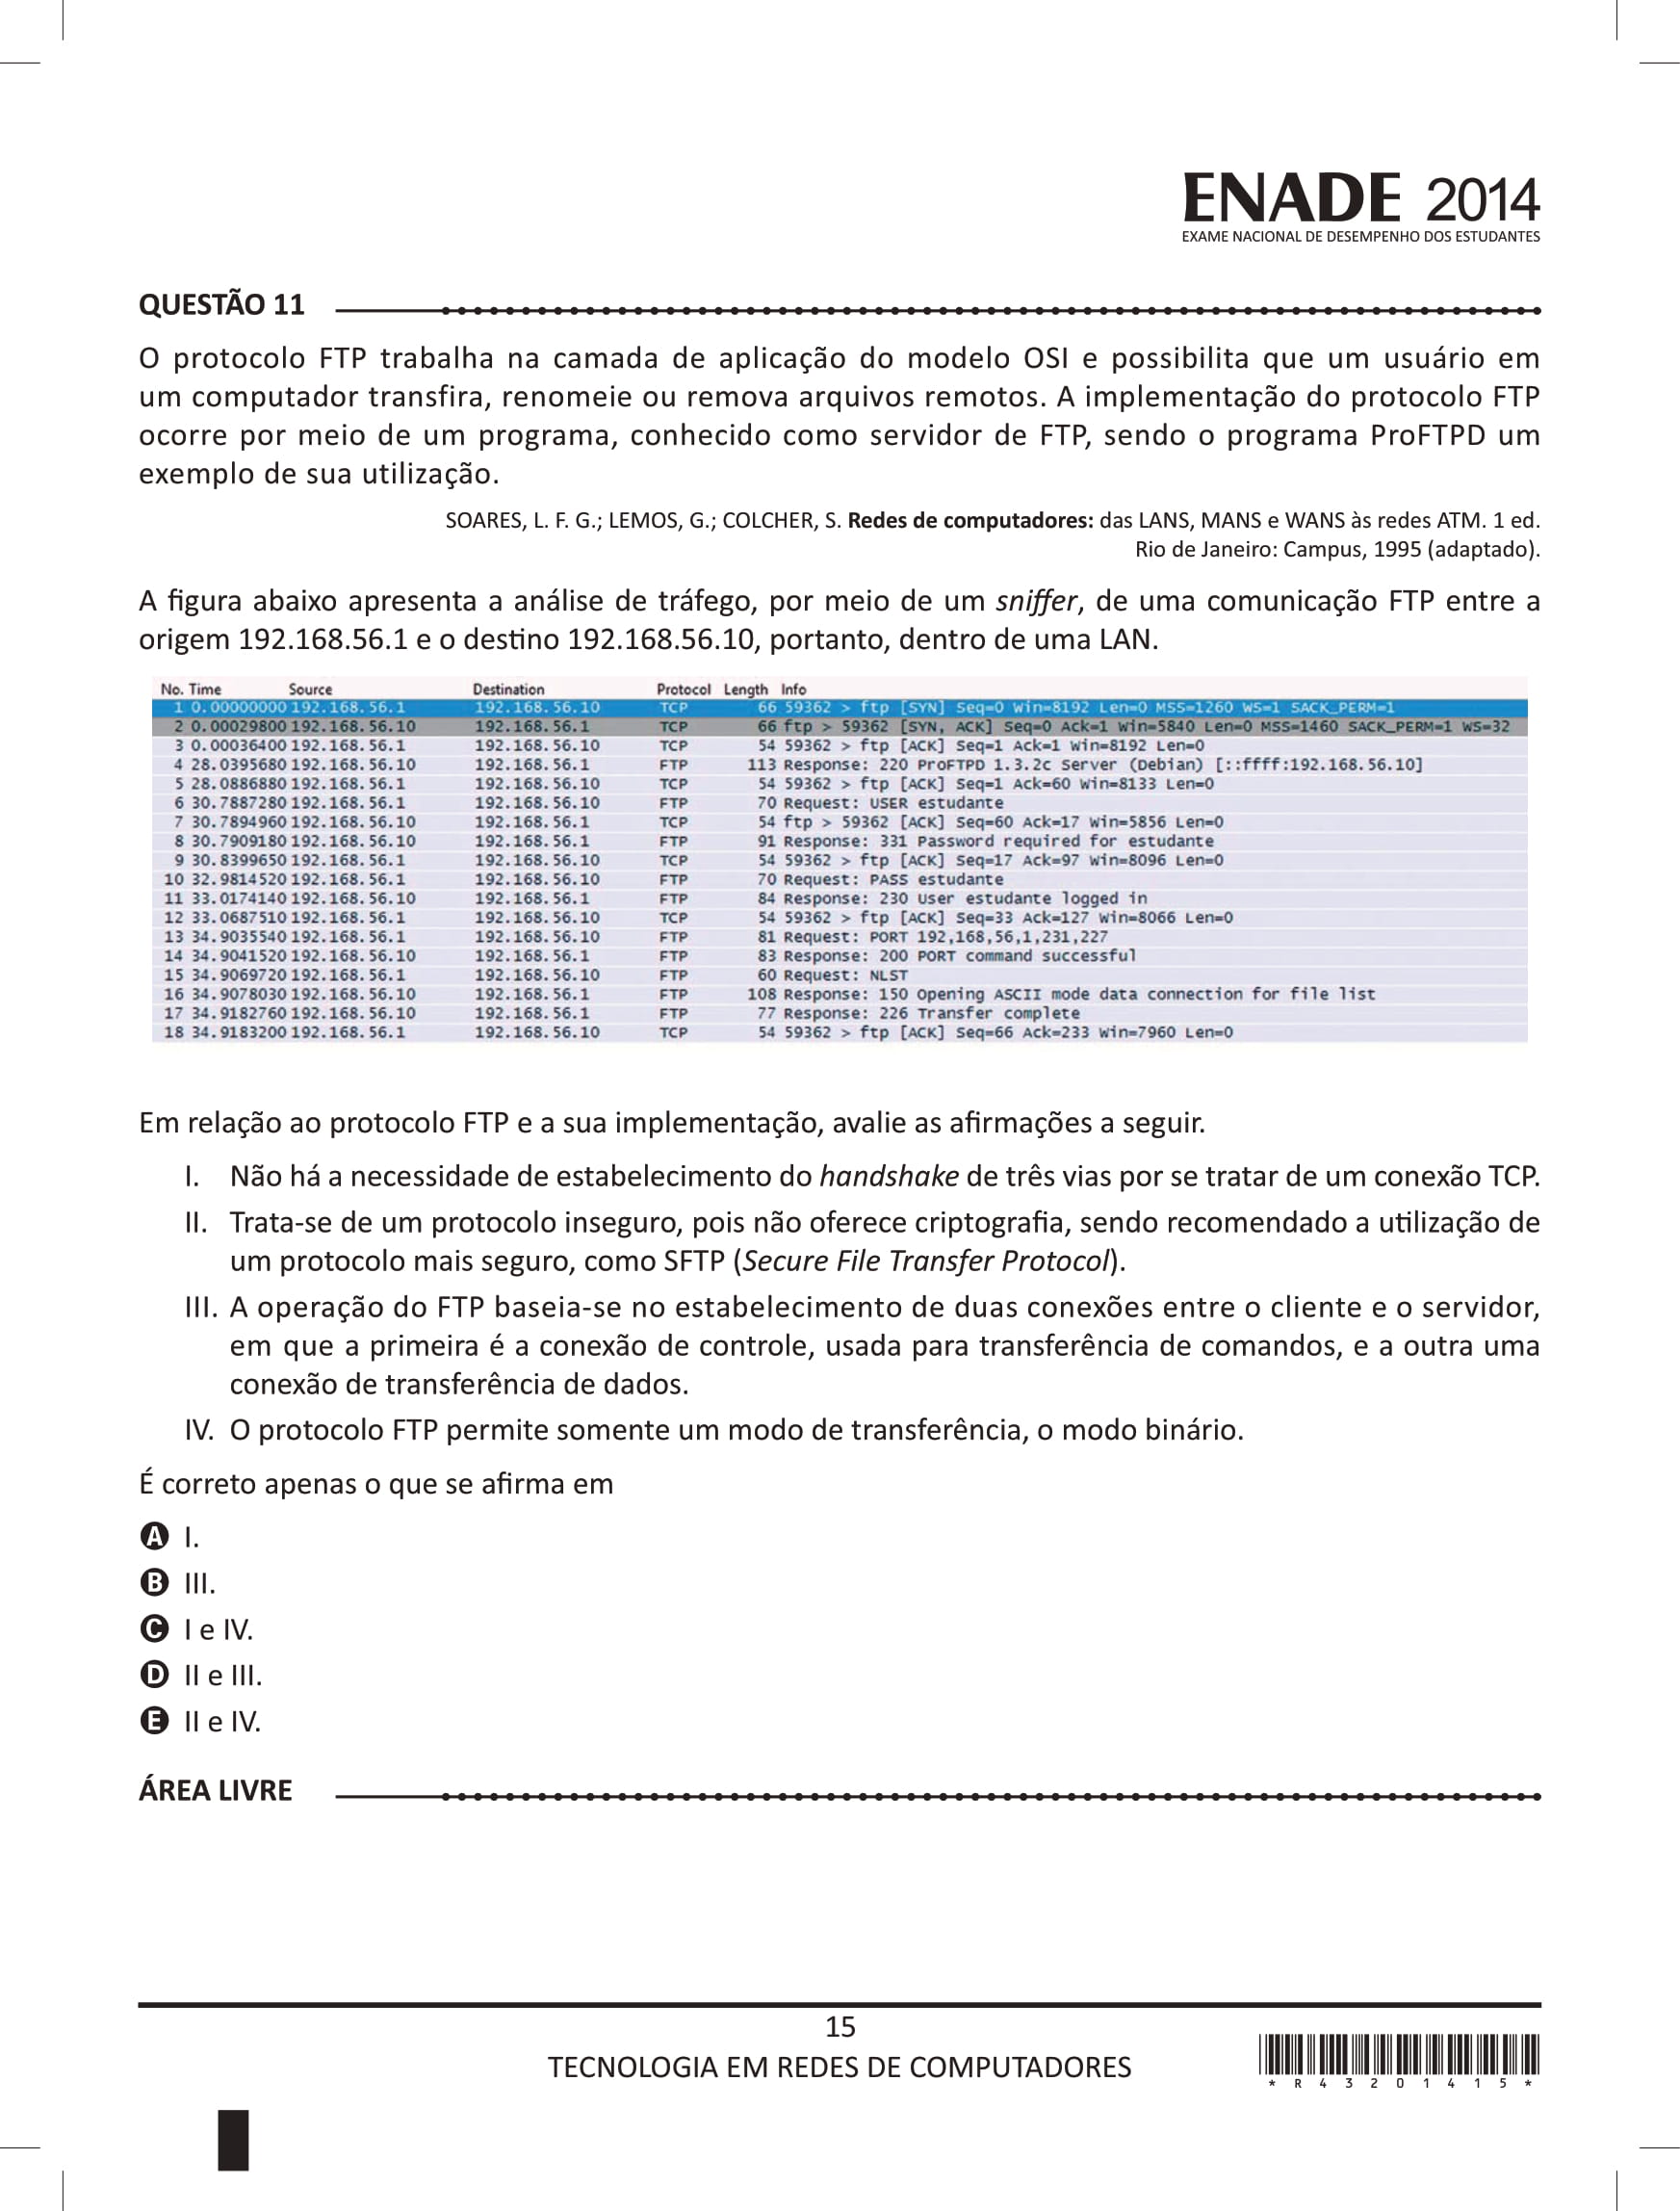 ENADE 2014
EXAME NACIONAL DE DESEMPENHO DOS ESTUDANTES
QUESTÃO 11
O protocolo FTP trabalha na camada de aplicação do modelo OSI e possibilita que um usuário em
um computador transfira, renomeie ou remova arquivos remotos. A implementação do protocolo FTP
ocorre por meio de um programa, conhecido como servidor de FTP, sendo o programa ProFTPD um
exemplo de sua utilização.
SOARES, L. F. G.; LEMOS, G.; COLCHER, S. Redes de computadores: das LANS, MANS e WANS às redes ATM. 1 ed.
Rio de Janeiro: Campus, 1995 (adaptado).
A figura abaixo apresenta a análise de tráfego, por meio de um sniffer, de uma comunicação FTP entre a
origem 192.168.56.1 e o destino 192.168.56.10, portanto, dentro de uma LAN.
No. Time Source Destination Protocol Length Info
1 0.00000000 192.168.56.1 192.168.56.10 TCP 66 59362 > ftp [SYN] Seq=0 Win=8192 Len=0 MSS=1260 WS=1 SACK_PERM=1
2 0.00029800 192.168.56.10 192.168.56.1 TCP 66 ftp > 59362 [SYN, ACK] Seq=0 Ack=1 Win=5840 Len=0 MSS=1460 SACK_PERM=1 WS=32
3 0.00036400 192.168.56.1 192.168.56.10 TCP 54 59362 > ftp [ACK] Seq=1 Ack=1 Win=8192 Len=0
4 28.0395680 192.168.56.10 192.168.56.1 FTP 113 Response: 220 ProFTPD 1.3.2c Server (Debian) [::ffff:192.168.56.10]
5 28.0886880 192.168.56.1 192.168.56.10 TCP 54 59362 > ftp [ACK] Seq=1 Ack=60 Win=8133 Len=0
6 30.7887280 192.168.56.1 192.168.56.10 FTP 70 Request: USER estudante
7 30.7894960 192.168.56.10 192.168.56.1 TCP 54 ftp > 59362 [ACK] Seq=60 Ack=17 Win=5856 Len=0
8 30.7909180 192.168.56.10 192.168.56.1 FTP 91 Response: 331 Password required for estudante
9 30.8399650 192.168.56.1 192.168.56.10 TCP 54 59362 > ftp [ACK] Seq=17 Ack=97 Win=8096 Len=0
10 32.9814520 192.168.56.1 192.168.56.10 FTP 70 Request: PASS estudante
11 33.0174140 192.168.56.10 192.168.56.1 FTP 84 Response: 230 User estudante logged in
12 33.0687510 192.168.56.1 192.168.56.10 TCP 54 59362 > ftp [ACK] Seq=33 Ack=127 Win=8066 Len=0
13 34.9035540 192.168.56.1 192.168.56.10 FTP 81 Request: PORT 192,168,56,1,231,227
14 34.9041520 192.168.56.10 192.168.56.1 FTP 83 Response: 200 PORT command successful
15 34.9069720 192.168.56.1 192.168.56.10 FTP 60 Request: NLST
16 34.9078030 192.168.56.10 192.168.56.1 FTP 108 Response: 150 Opening ASCII mode data connection for file list
17 34.9182760 192.168.56.10 192.168.56.1 FTP 77 Response: 226 Transfer complete
18 34.9183200 192.168.56.1 192.168.56.10 TCP 54 59362 > ftp [ACK] Seq=66 Ack=233 Win=7960 Len=0
Em relação ao protocolo FTP e a sua implementação, avalie as afirmações a seguir.
I. Não há a necessidade de estabelecimento do handshake de três vias por se tratar de um conexão TCP.
II. Trata-se de um protocolo inseguro, pois não oferece criptografia, sendo recomendado a utilização de
um protocolo mais seguro, como SFTP (Secure File Transfer Protocol).
III. A operação do FTP baseia-se no estabelecimento de duas conexões entre o cliente e o servidor,
em que a primeira é a conexão de controle, usada para transferência de comandos, e a outra uma
conexão de transferência de dados.
IV. O protocolo FTP permite somente um modo de transferência, o modo binário.
É correto apenas o que se afirma em
A I.
B III.
C I e IV.
D II e III.
E II e IV.
ÁREA LIVRE
15
TECNOLOGIA EM REDES DE COMPUTADORES
* R 4 3 2 0 1 4 1 5 *